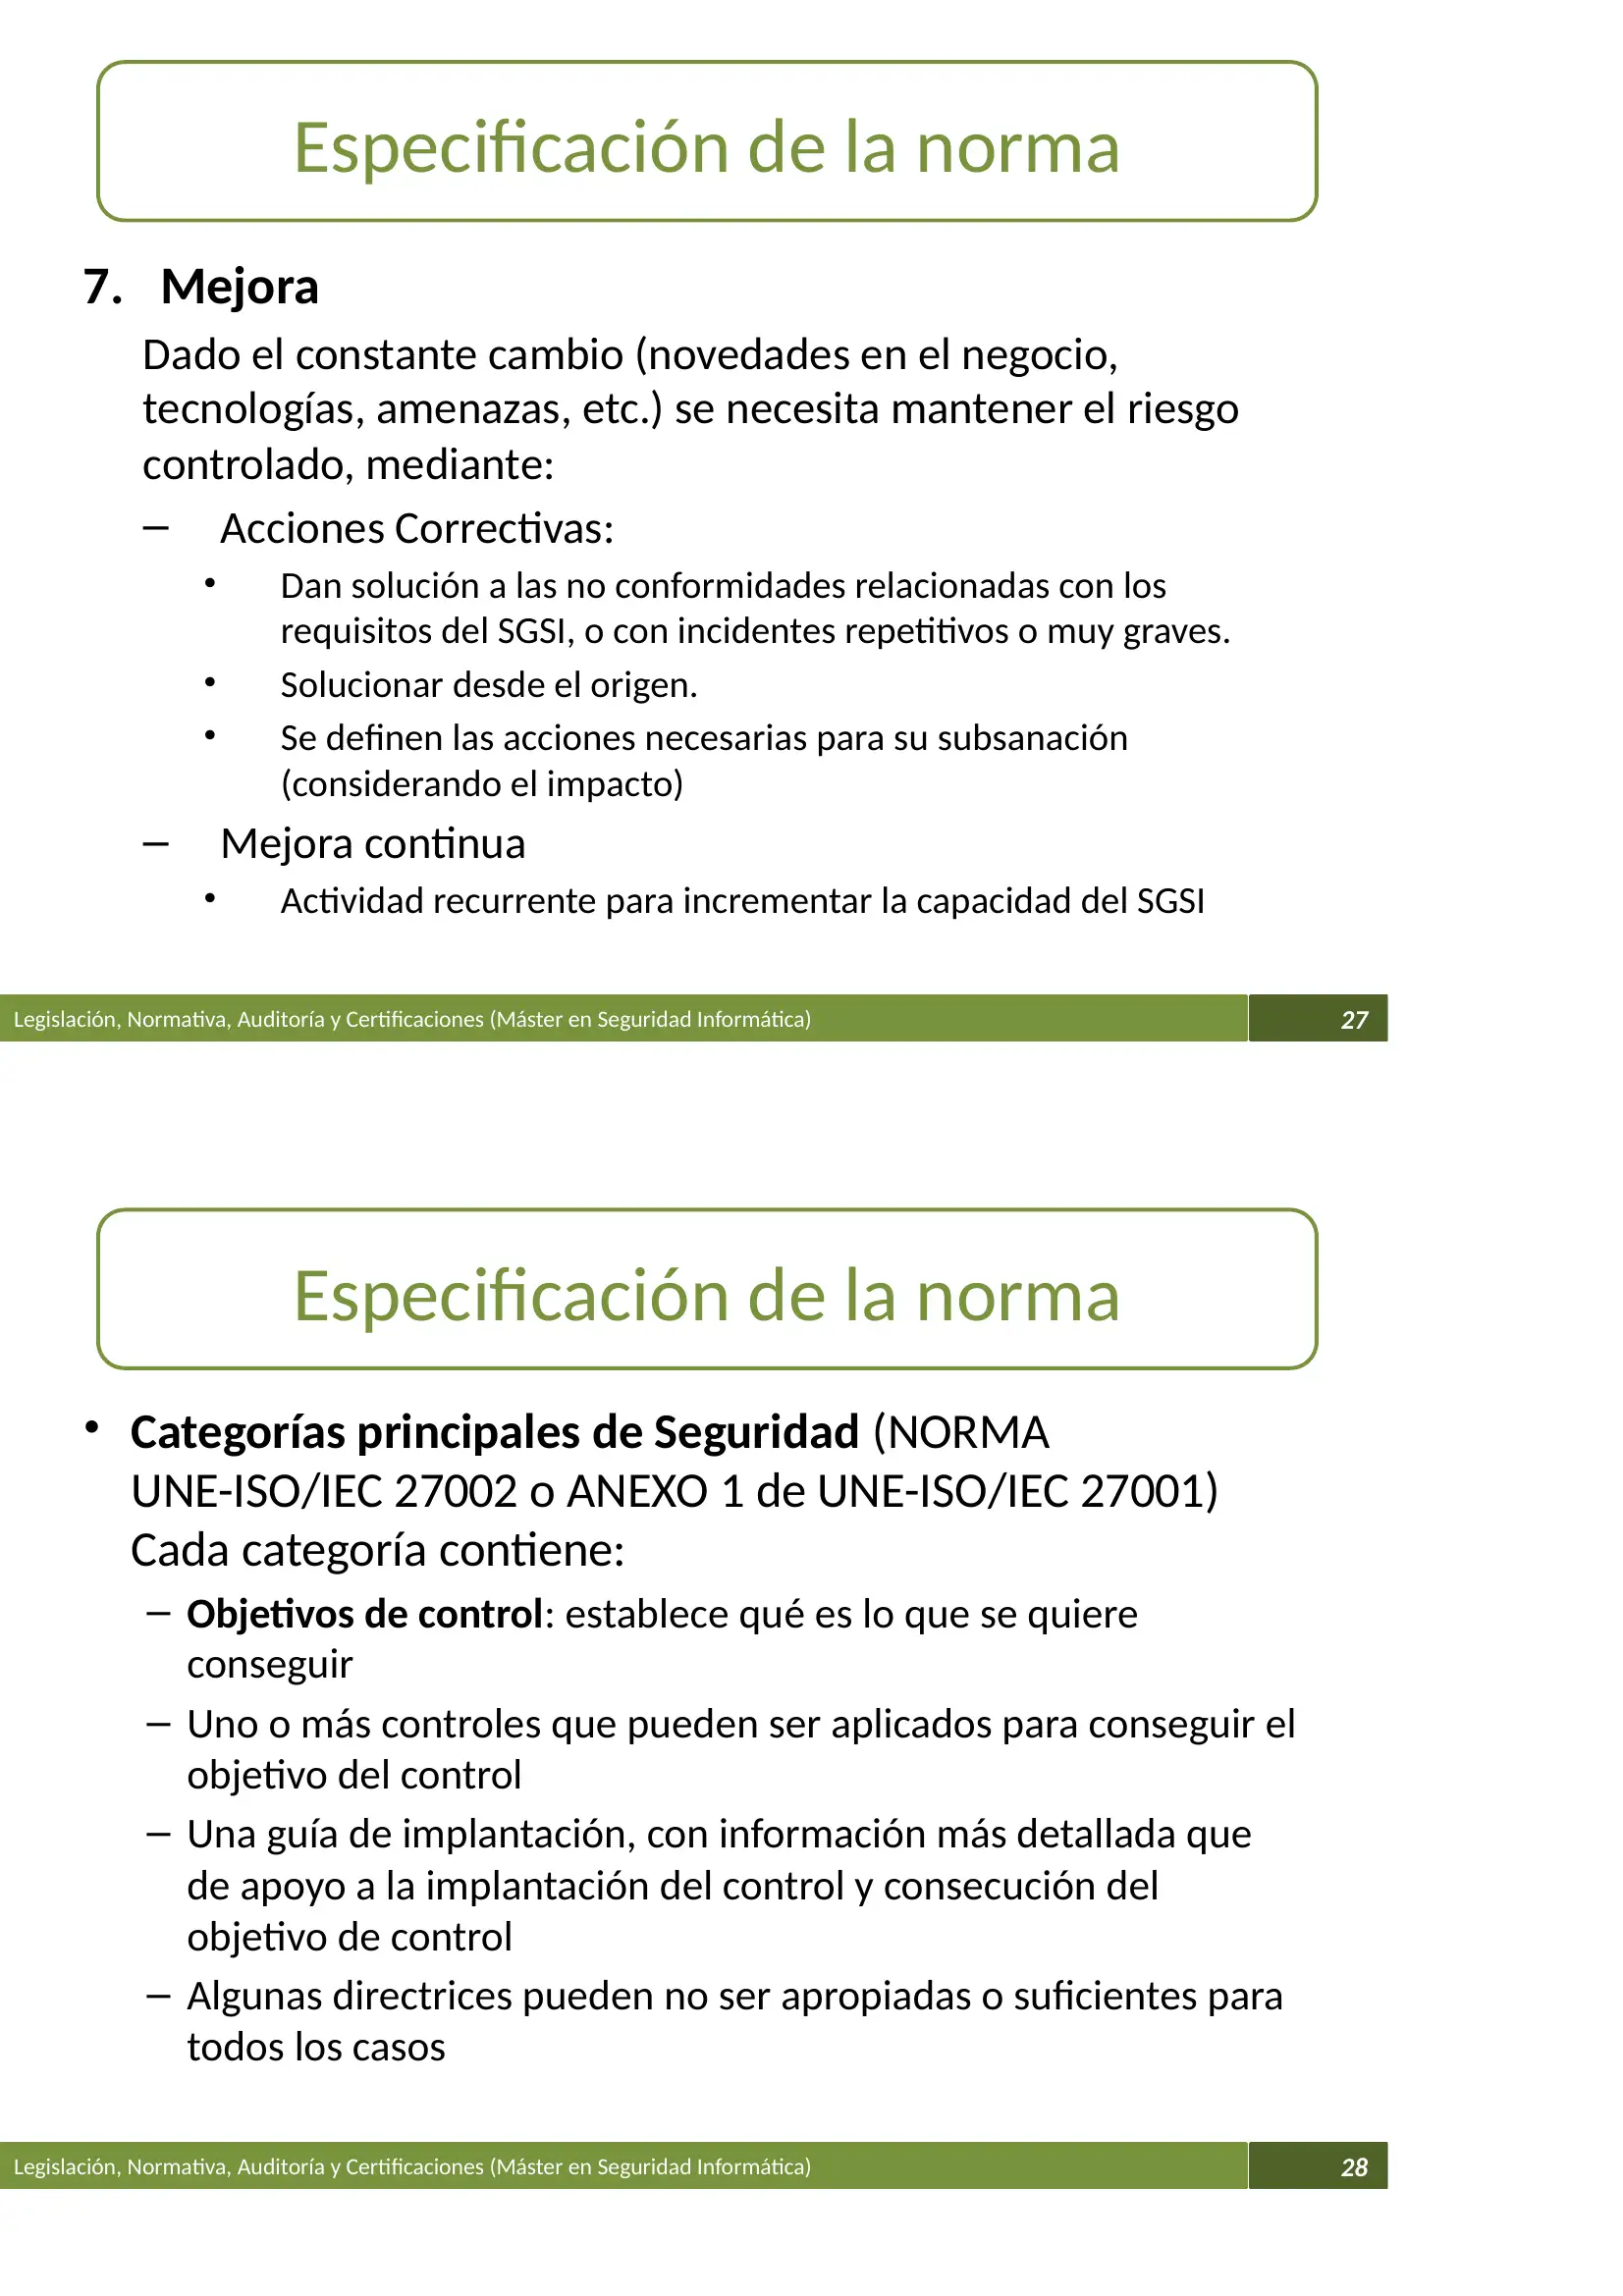 Especificación de la norma
7. Mejora
Dado el constante cambio (novedades en el negocio,
tecnologías, amenazas, etc.) se necesita mantener el riesgo
controlado, mediante:
– Acciones Correctivas:
• Dan solución a las no conformidades relacionadas con los
requisitos del SGSI, o con incidentes repetitivos o muy graves.
• Solucionar desde el origen.
• Se definen las acciones necesarias para su subsanación
(considerando el impacto)
– Mejora continua
• Actividad recurrente para incrementar la capacidad del SGSI
Legislación, Normativa, Auditoría y Certificaciones (Máster en Seguridad Informática) 27
Especificación de la norma
• Categorías principales de Seguridad (NORMA
UNE-ISO/IEC 27002 o ANEXO 1 de UNE-ISO/IEC 27001)
Cada categoría contiene:
– Objetivos de control: establece qué es lo que se quiere
conseguir
– Uno o más controles que pueden ser aplicados para conseguir el
objetivo del control
– Una guía de implantación, con información más detallada que
de apoyo a la implantación del control y consecución del
objetivo de control
– Algunas directrices pueden no ser apropiadas o suficientes para
todos los casos
Legislación, Normativa, Auditoría y Certificaciones (Máster en Seguridad Informática) 28